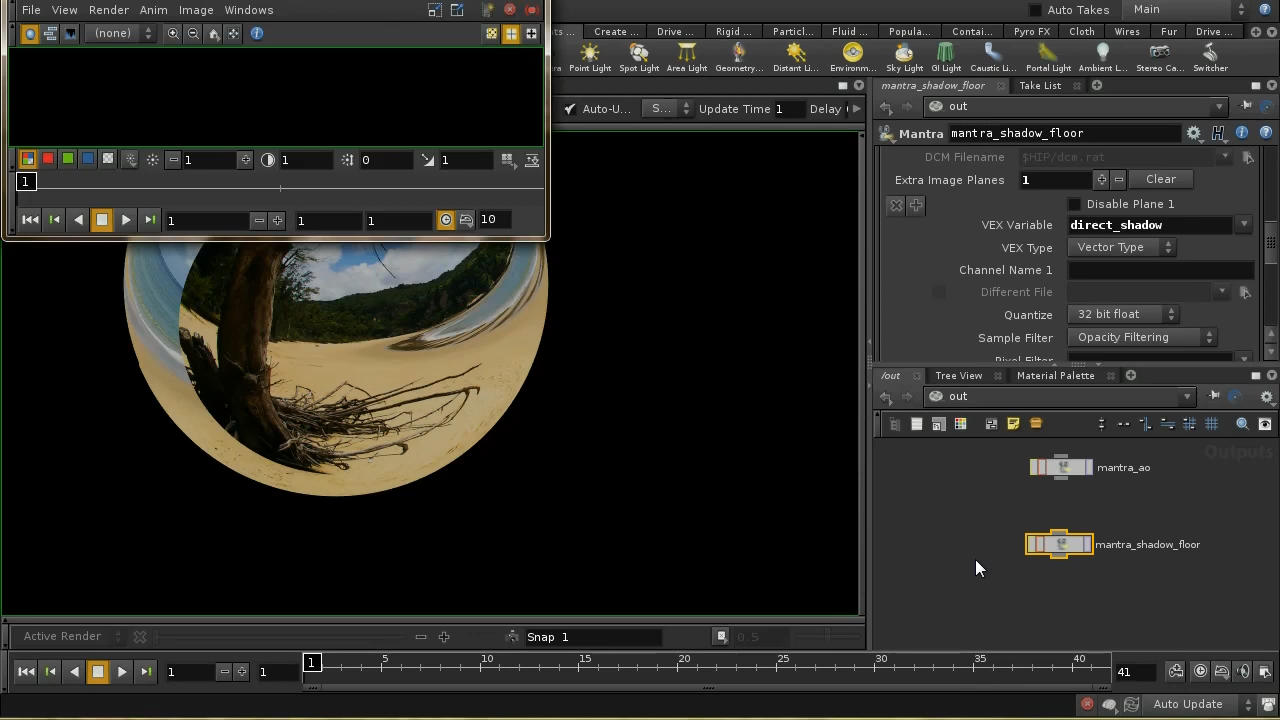 File View Render Anim Image Windows
Auto Takes Main
(none)
Create ... Drive ... Rigid Particl... Fluid ... Popula... Contai... Pyro FX Cloth Wires Fur Drive ...
Point Light Spot Light Area Light Geometry... Distant Li... Environm... Sky Light GI Light Caustic Li... Portal Light Ambient L... Stereo Ca... Switcher
mantra_shadow_floor Take List
Auto-U... S... Update Time 1 Delay
out
Mantra mantra_shadow_floor
DCM Filename $HIP/dcm.rat
1 1 0 1
Extra Image Planes 1 Clear
1
Disable Plane 1
1 1 1 10
VEX Variable direct_shadow
VEX Type Vector Type
Channel Name 1
Different File
Quantize 32 bit float
Sample Filter Opacity Filtering
/out Tree View Material Palette
out
Outputs
mantra_ao
mantra_shadow_floor
Active Render Snap 1 0.5
1 1 1 5 10 15 20 25 30 35 40 41
Auto Update